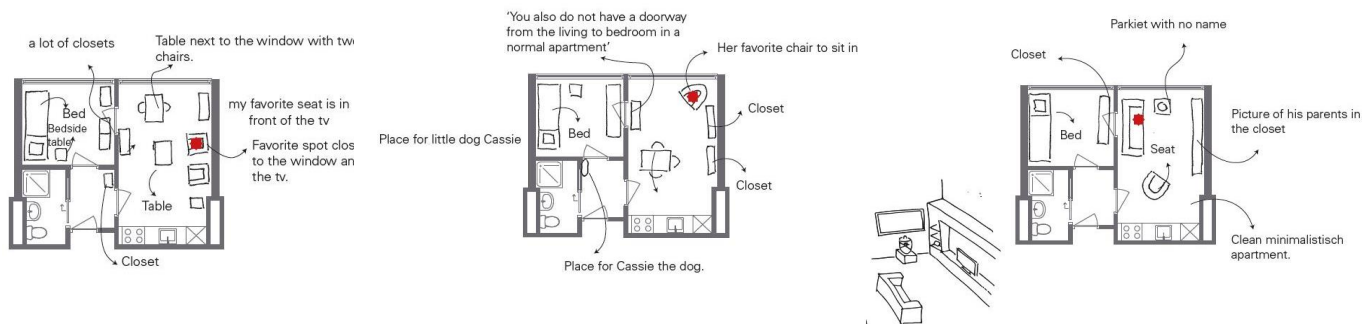 a lot of closets
Table next to the window with two
chairs.
Bed
Bedside
table
my favorite seat is in
front of the tv
Favorite spot clos
to the window an
the tv.
Table
Closet
'You also do not have a doorway
from the living to bedroom in a
normal apartment'
Her favorite chair to sit in
Closet
Bed
Place for little dog Cassie
Closet
Place for Cassie the dog.
Parkiet with no name
Closet
Picture of his parents in
the closet
Bed
Seat
Clean minimalistisch
apartment.